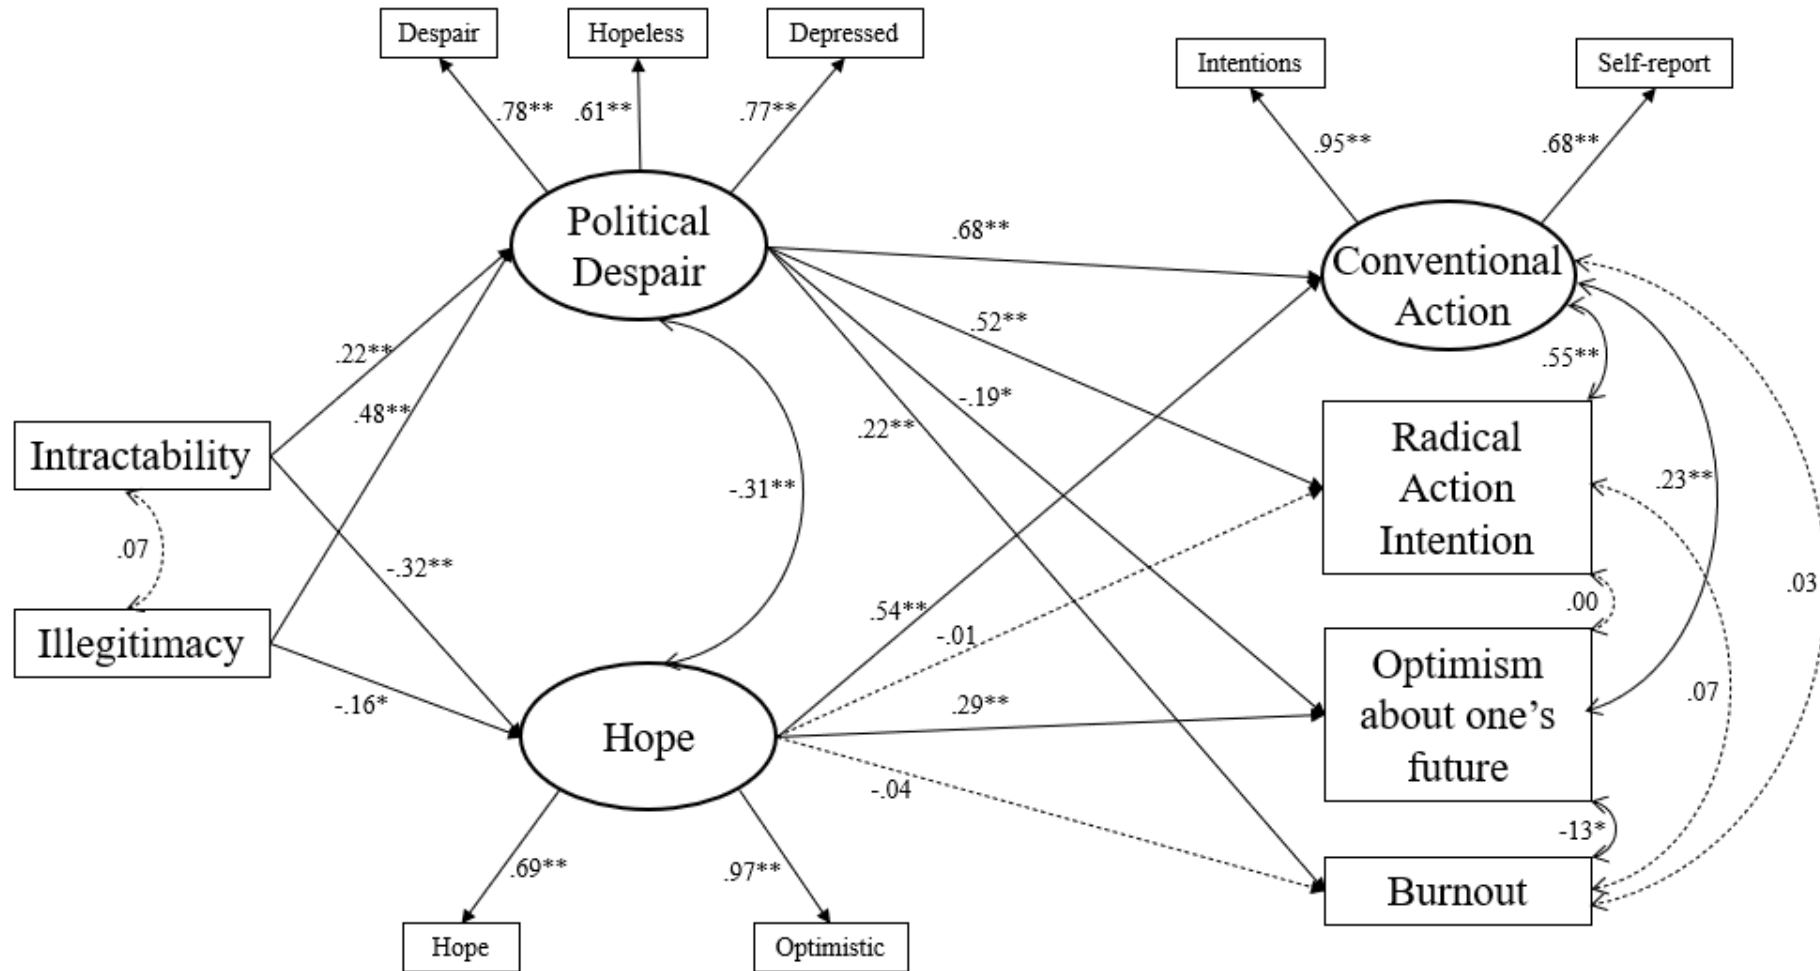 Despair
Hopeless
Depressed
Intentions
Self-report
.78**
.61**
.77**
.95**
.68**
Political
Despair
Conventional
Action
.68**
.52**
-.19*
.22**
.22**
.48**
.55**
Intractability
Illegitimacy
.07
-.32**
-.16*
-.31**
Radical
Action
Intention
.23**
.03
.00
.54**
-.01
.29**
-.04
Hope
Optimism
about one's
future
.07
-13*
Burnout
.69**
.97**
Hope
Optimistic